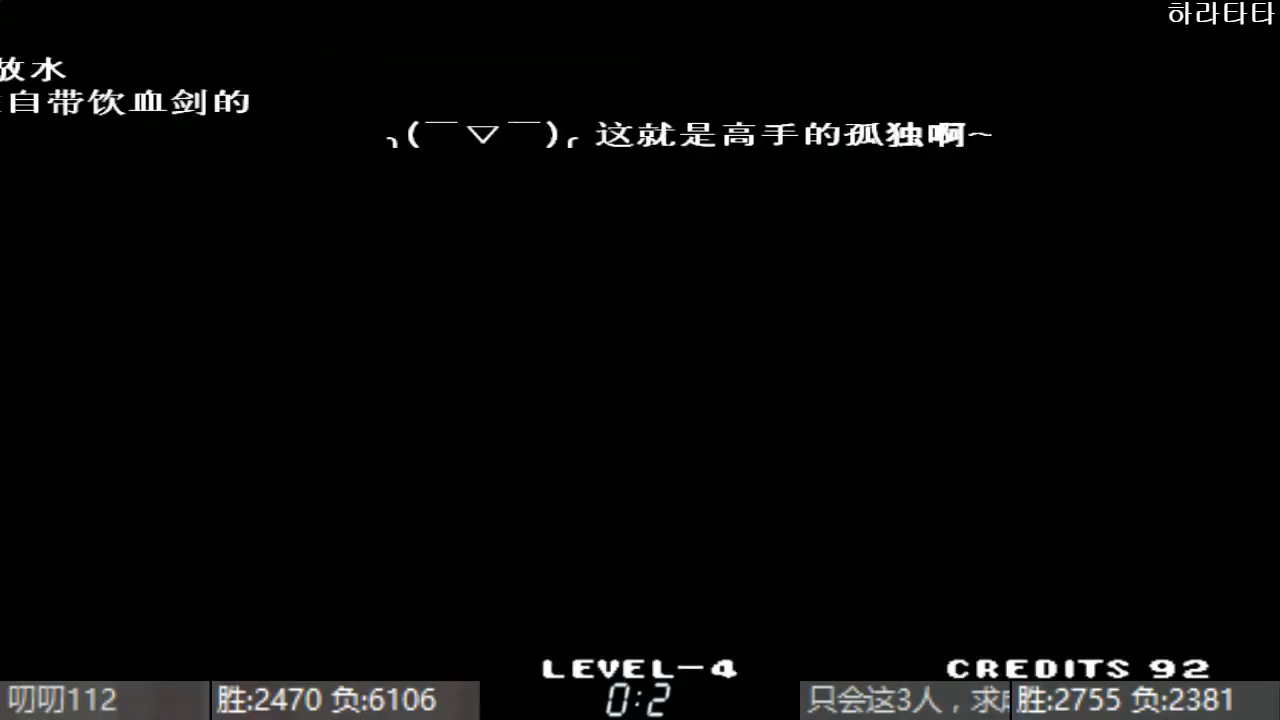 하라타타
放水
自带饮血剑的
╮(￣▽￣)╭ 这就是高手的孤独啊~
LEVEL-4
CREDITS 92
叨叨112
胜:2470 负:6106
0:2
只会这3人，求
胜:2755 负:2381